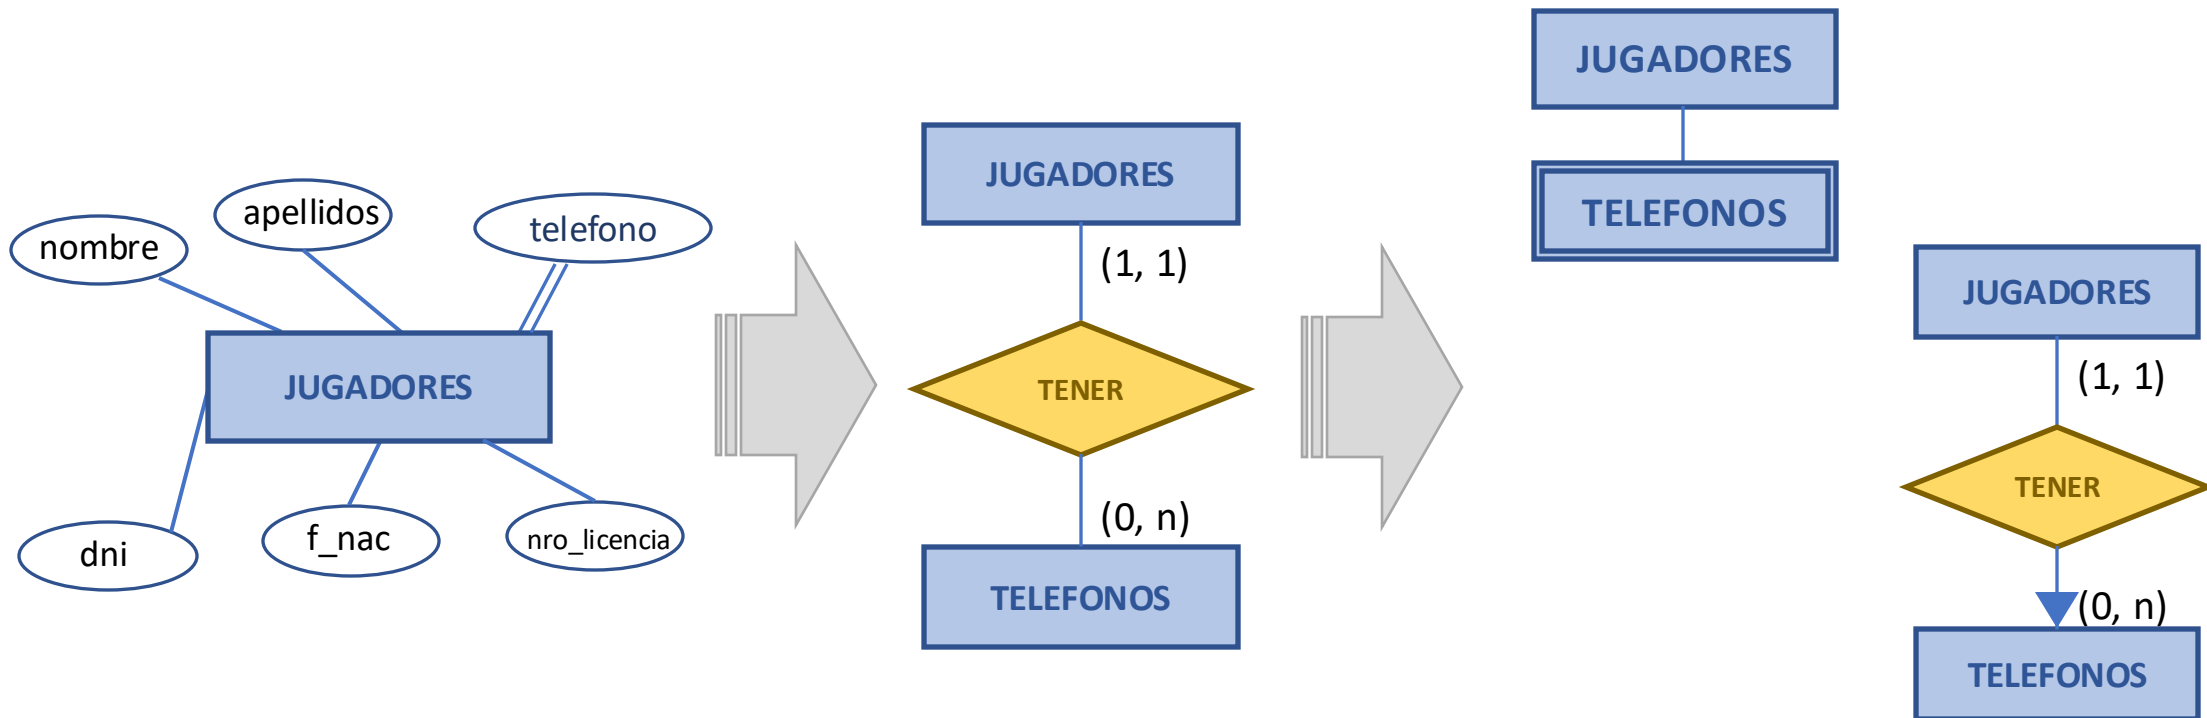 nombre
apellidos
telefono
JUGADORES
dni
f_nac
nro_licencia
JUGADORES
(1, 1)
TENER
(0, n)
TELEFONOS
JUGADORES
TELEFONOS
JUGADORES
(1, 1)
TENER
(0, n)
TELEFONOS